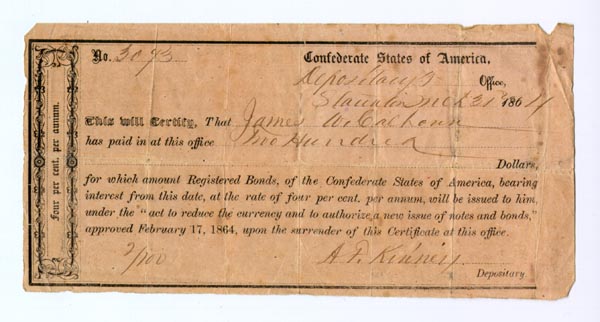 four per cent. per annum.
No. 3073
Confederate States of America,
Depositary's Office,
Staunton Mch 31st 1864
This will Certify, That James W. Calhoun
has paid in at this office Two Hundred
Dollars,
for which amount Registered Bonds, of the Confederate States of America, bearing
interest from this date, at the rate of four per cent. per annum, will be issued to him,
under the "act to reduce the currency and to authorize a new issue of notes and bonds,"
approved February 17, 1864, upon the surrender of this Certificate at this office.
A. F. Kinney
Depositary.